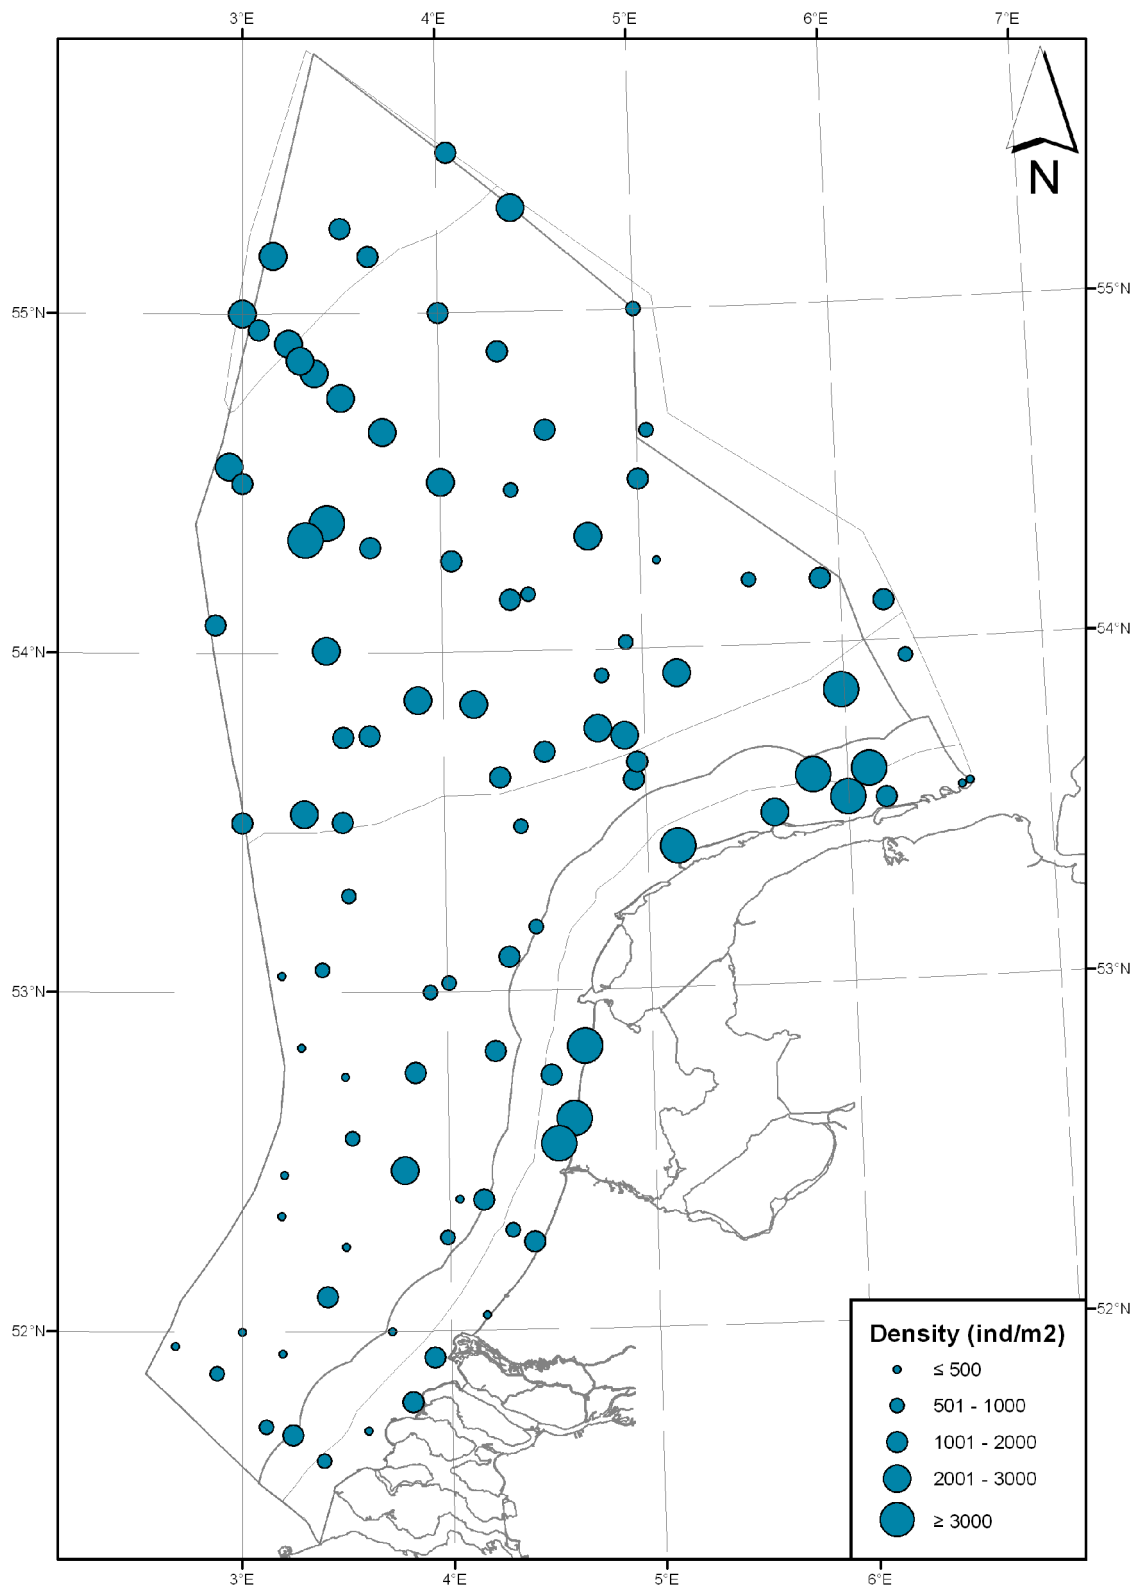 3°E 4°E 5°E 6°E 7°E
N
55°N 55°N
54°N 54°N
53°N 53°N
52°N 52°N
Density (ind/m2)
≤ 500
501 - 1000
1001 - 2000
2001 - 3000
≥ 3000
3°E 4°E 5°E 6°E